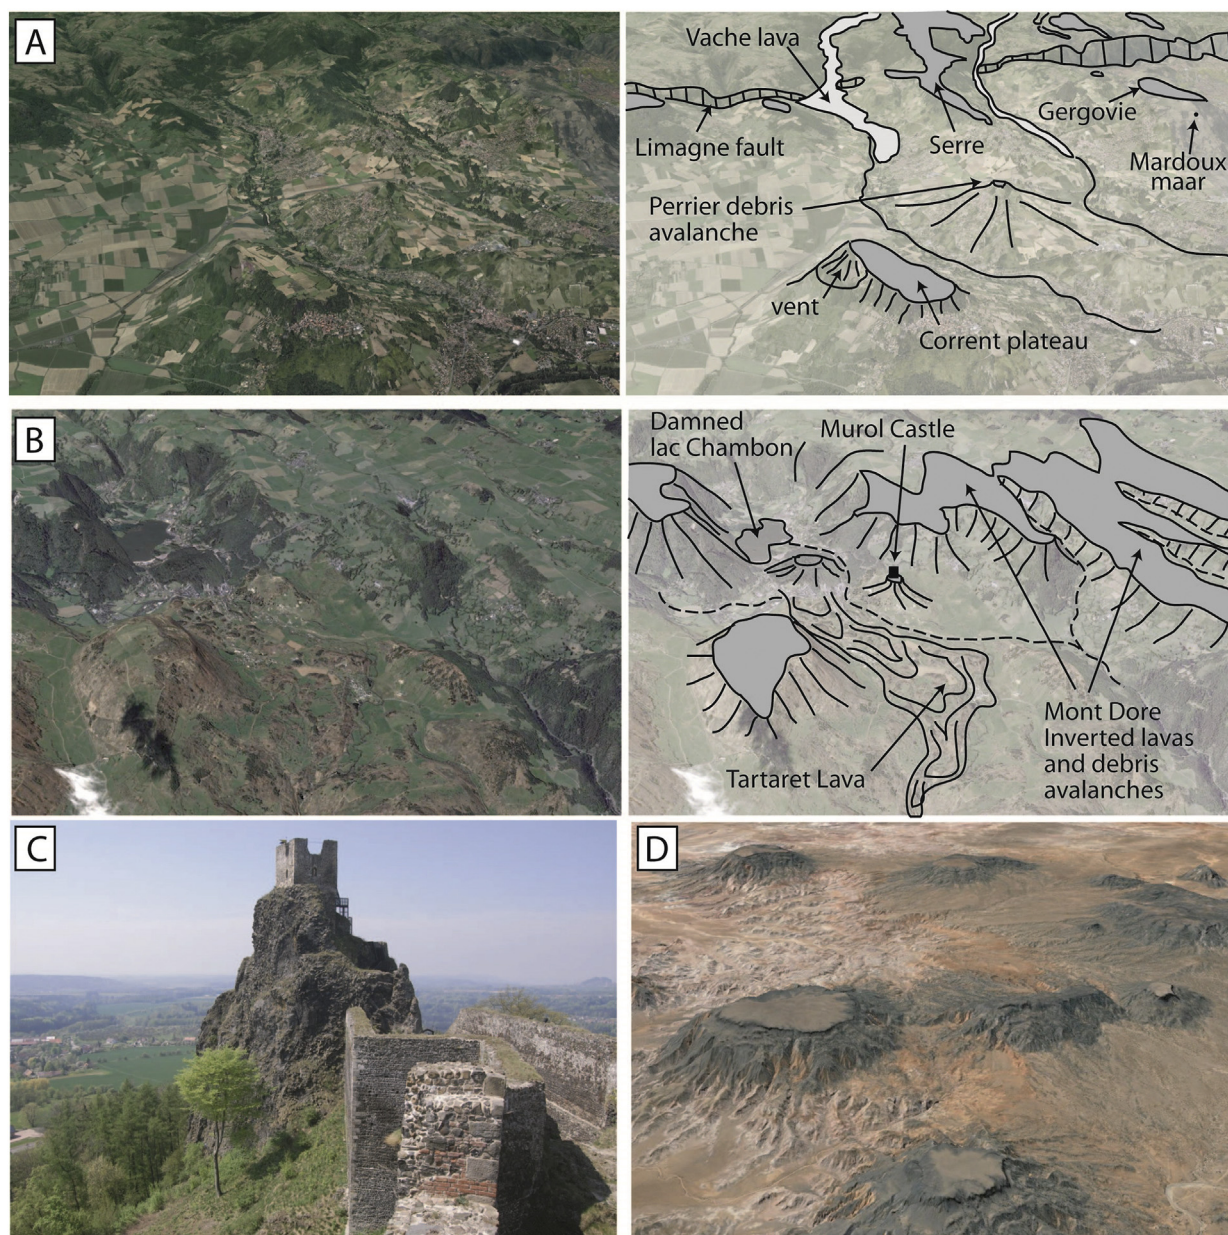 A
Vache lava
Limagne fault
Serre
Gergovie
Mardoux
maar
Perrier debris
avalanche
vent
Corrent plateau
B
Damned
lac Chambon
Murol Castle
Tartaret Lava
Mont Dore
Inverted lavas
and debris
avalanches
C
D